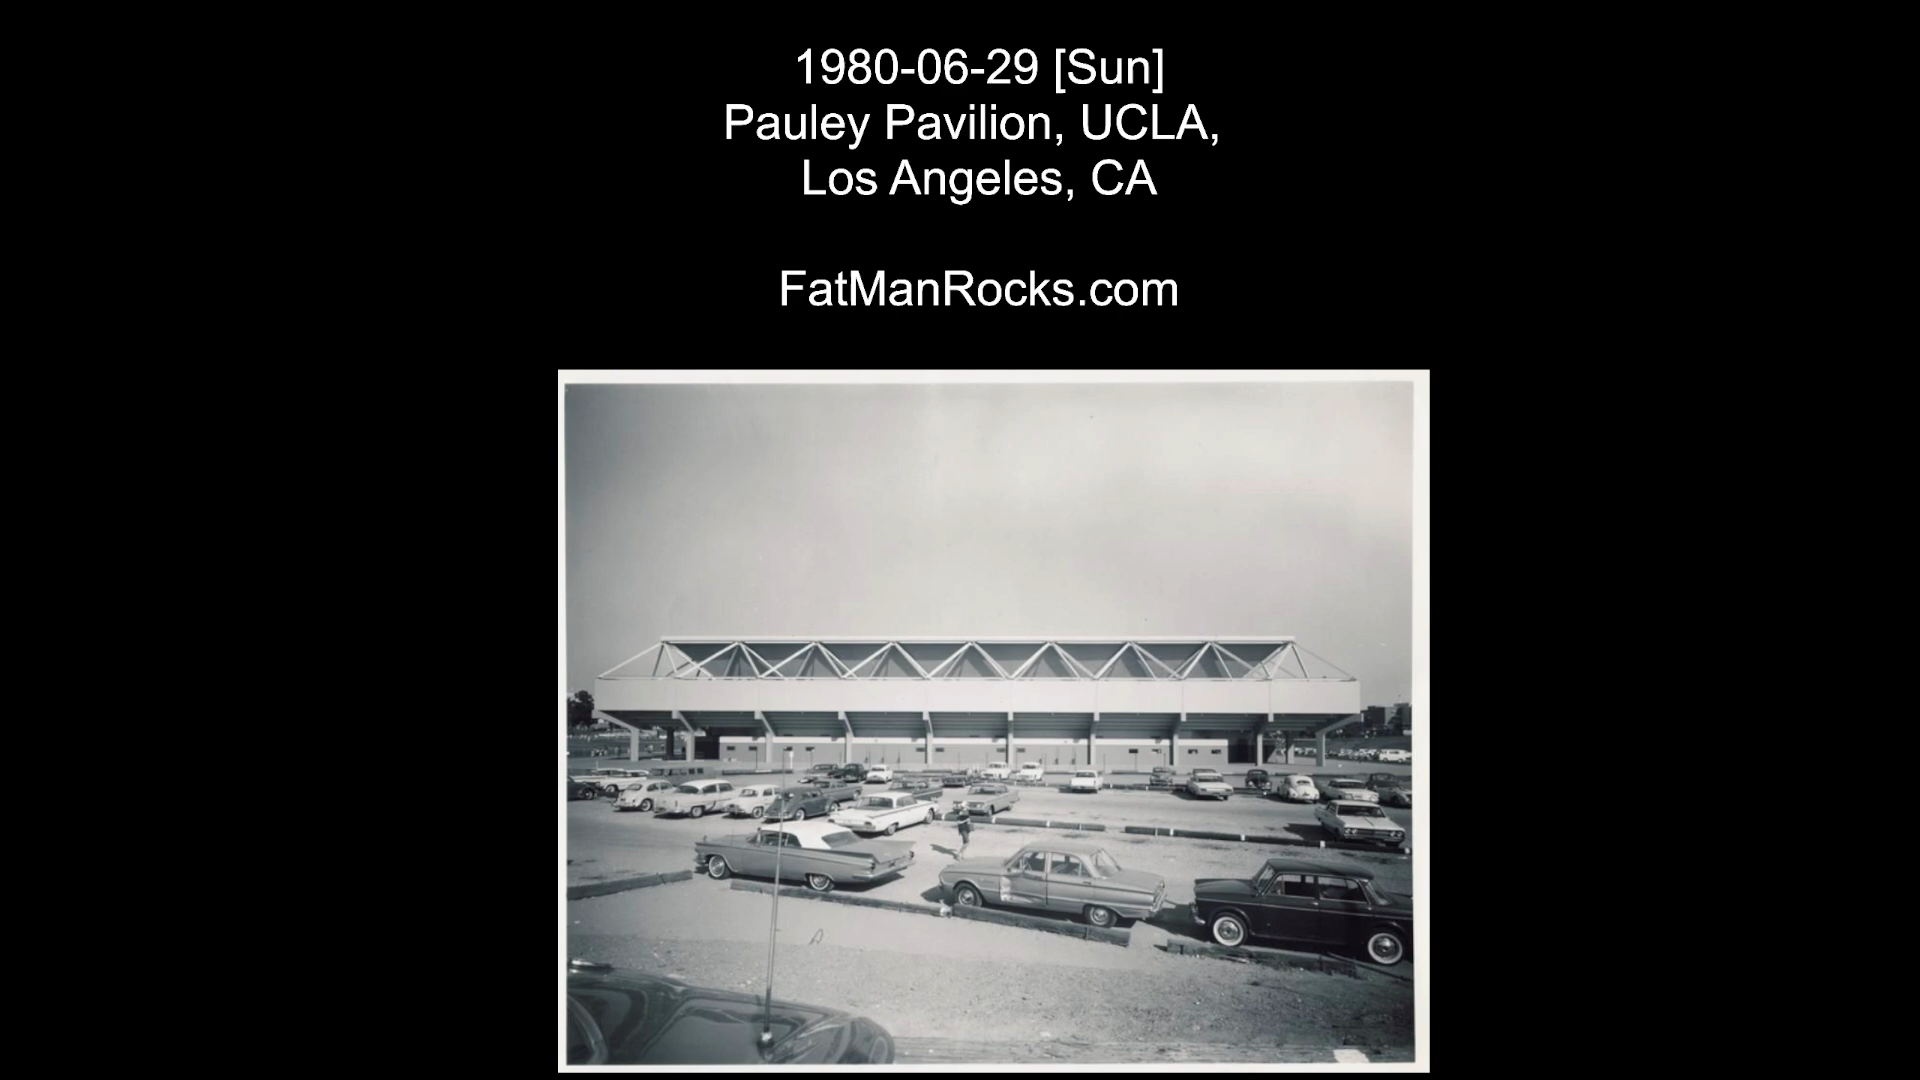 1980-06-29 [Sun]
Pauley Pavilion, UCLA,
Los Angeles, CA
FatManRocks.com